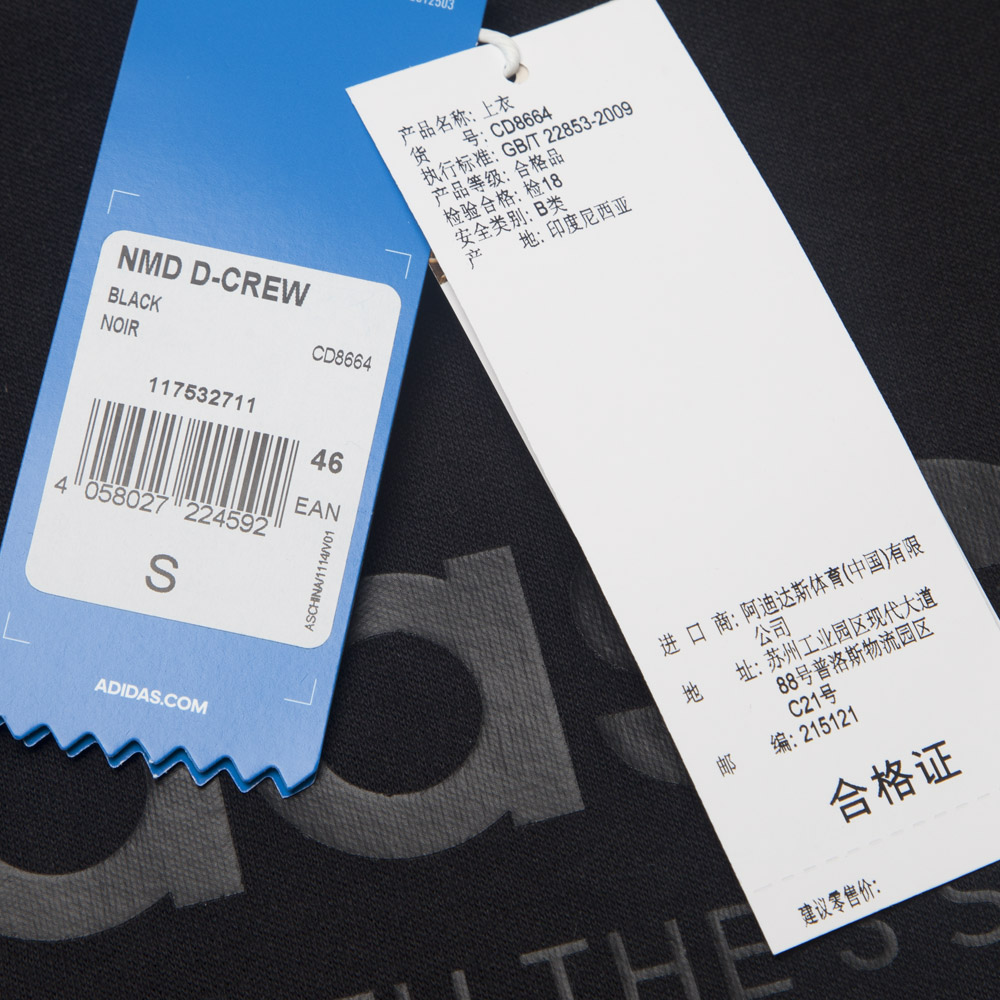 NMD D-CREW
BLACK
NOIR
CD8664
117532711
46
4 058027 224592
EAN
S
ASCHINA/1114/V01
ADIDAS.COM
产品名称: 上衣
货 号: CD8664
执行标准: GB/T 22853-2009
产品等级: 合格品
检验合格: 检18
安全类别: B类
产 地: 印度尼西亚
进 口 商: 阿迪达斯体育(中国)有限
公司
地 址: 苏州工业园区现代大道
88号普洛斯物流园区
C21号
邮 编: 215121
合格证
建议零售价:
THE S